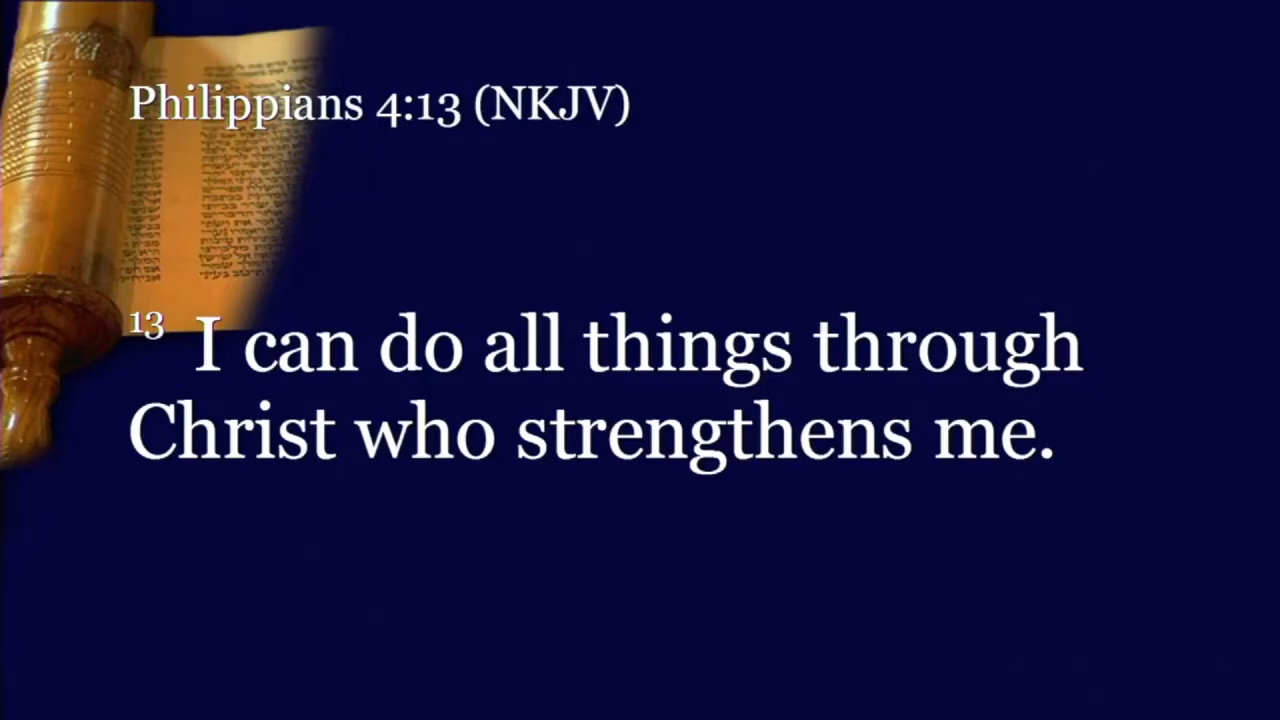 Philippians 4:13 (NKJV)
13 I can do all things through
Christ who strengthens me.